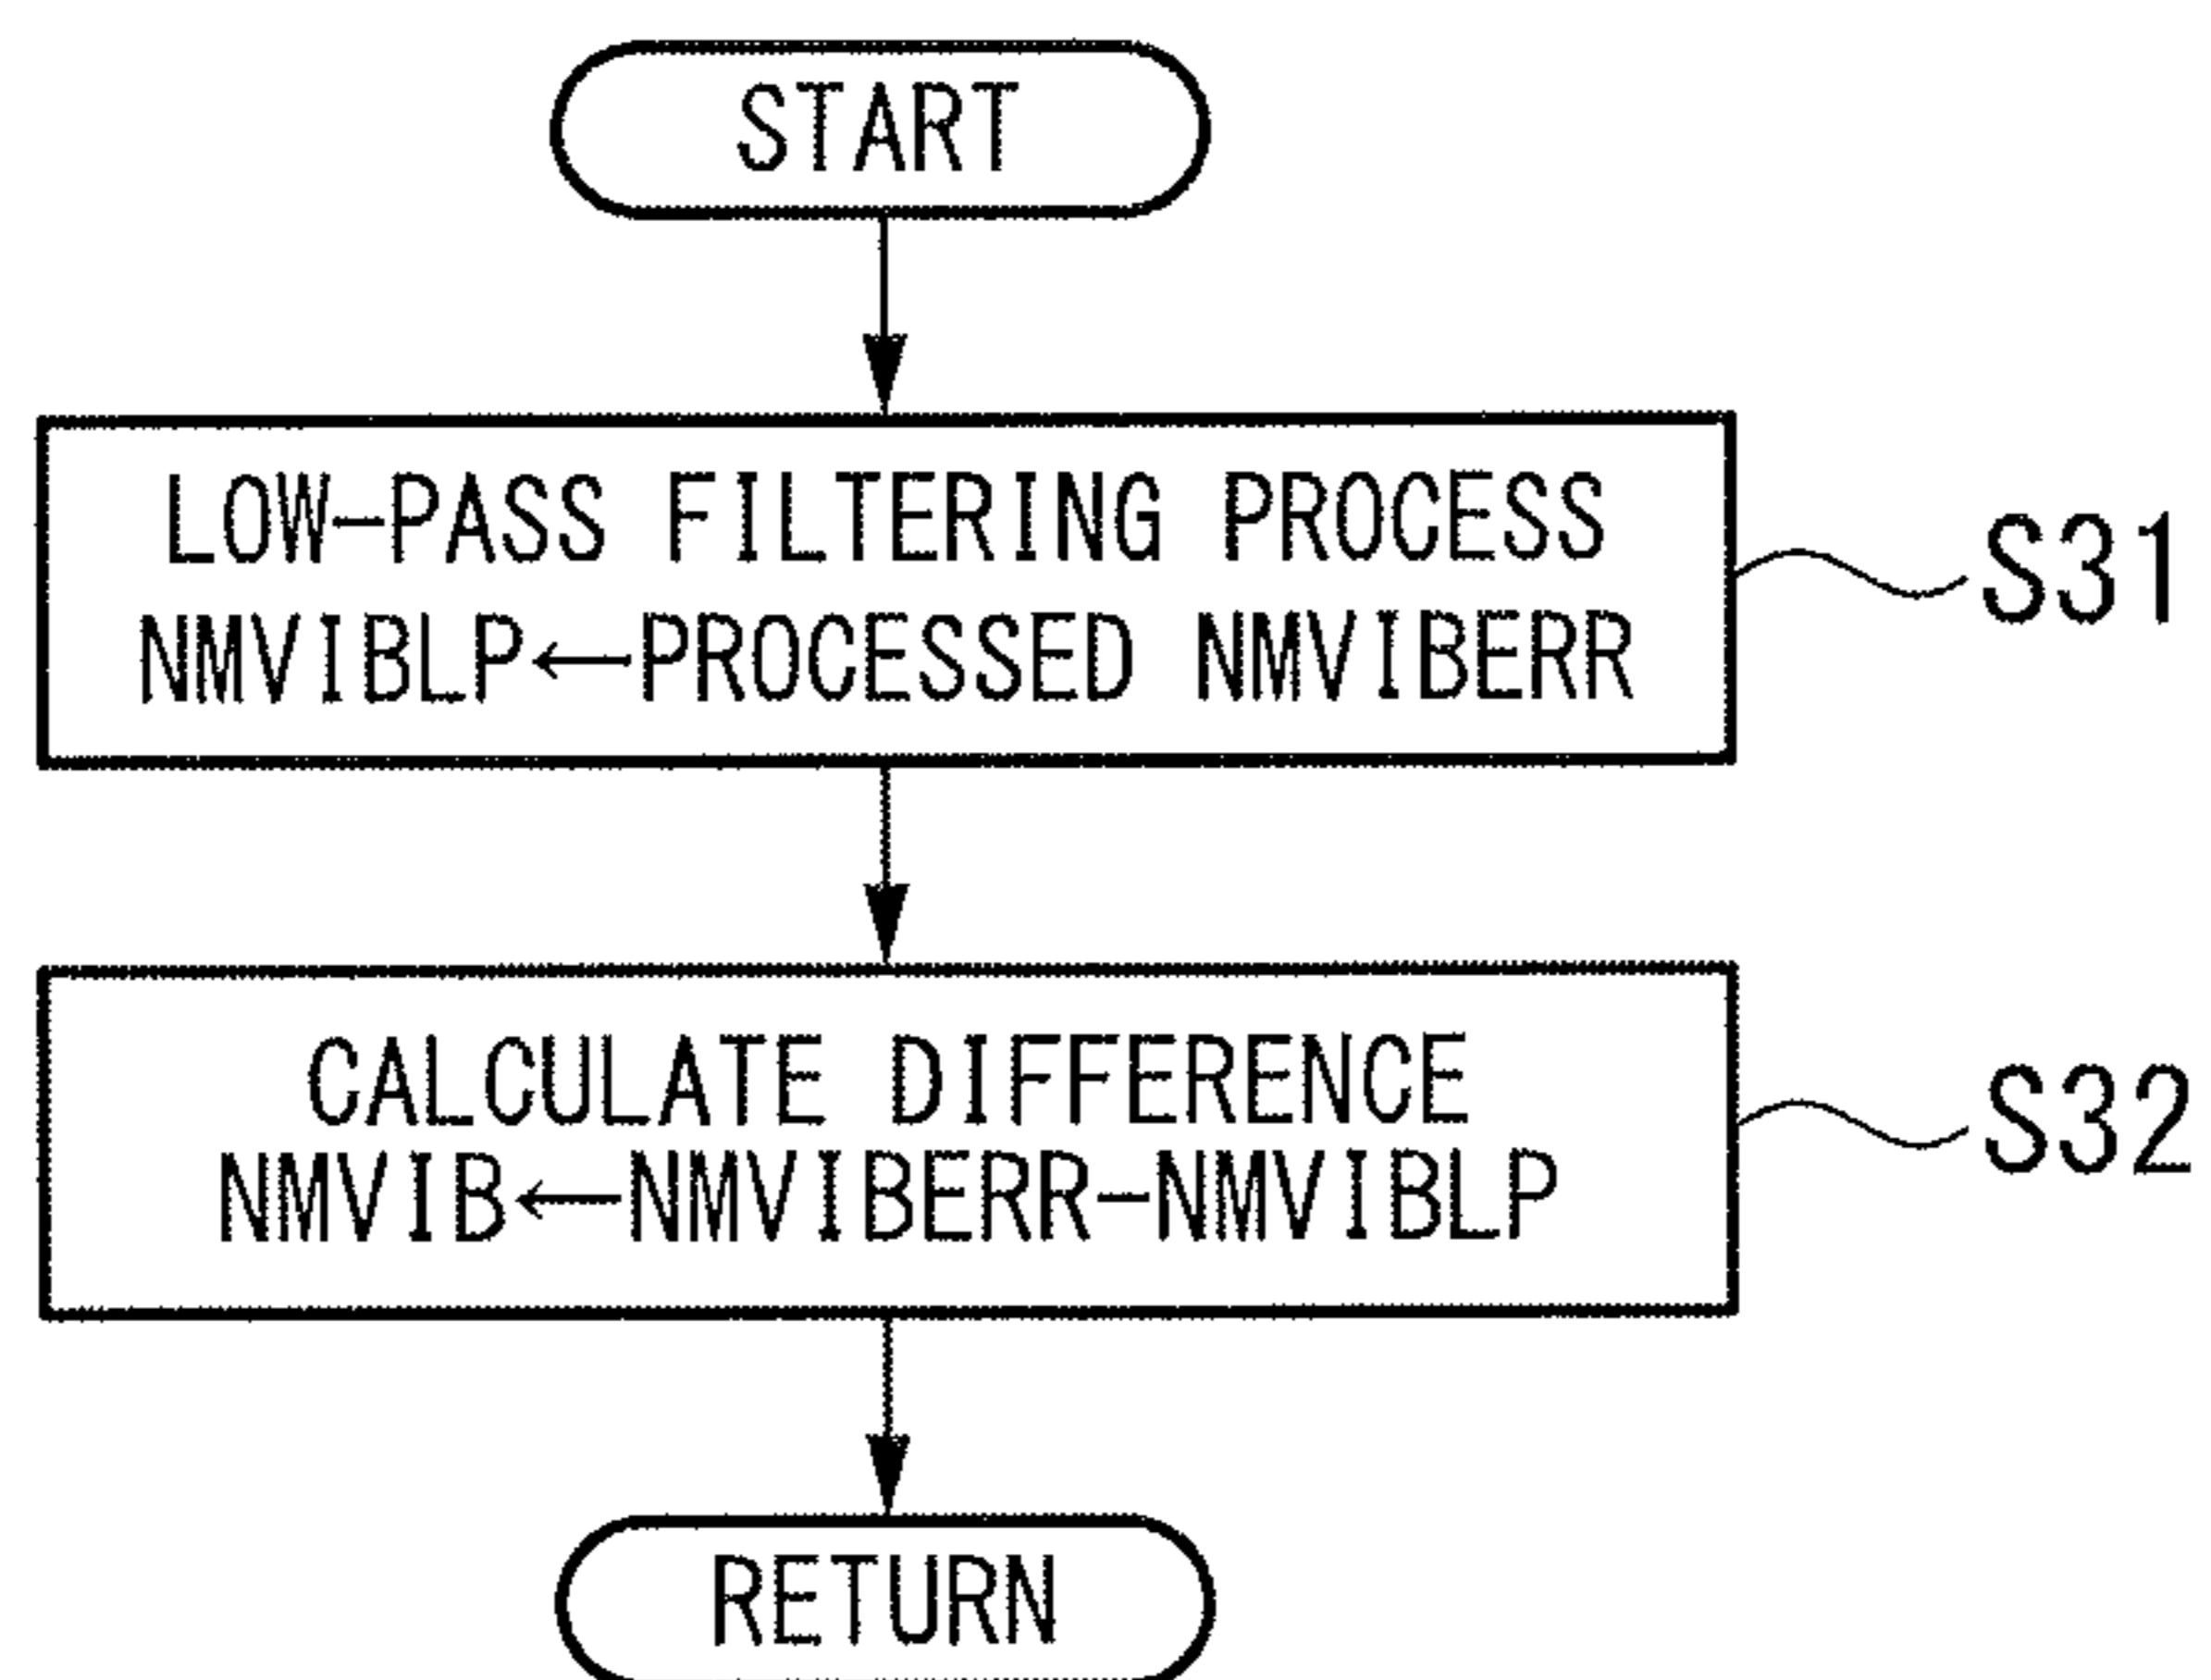 START
LOW-PASS FILTERING PROCESS
NMVIBLP←PROCESSED NMVIBERR
S31
CALCULATE DIFFERENCE
NMVIB←NMVIBERR-NMVIBLP
S32
RETURN